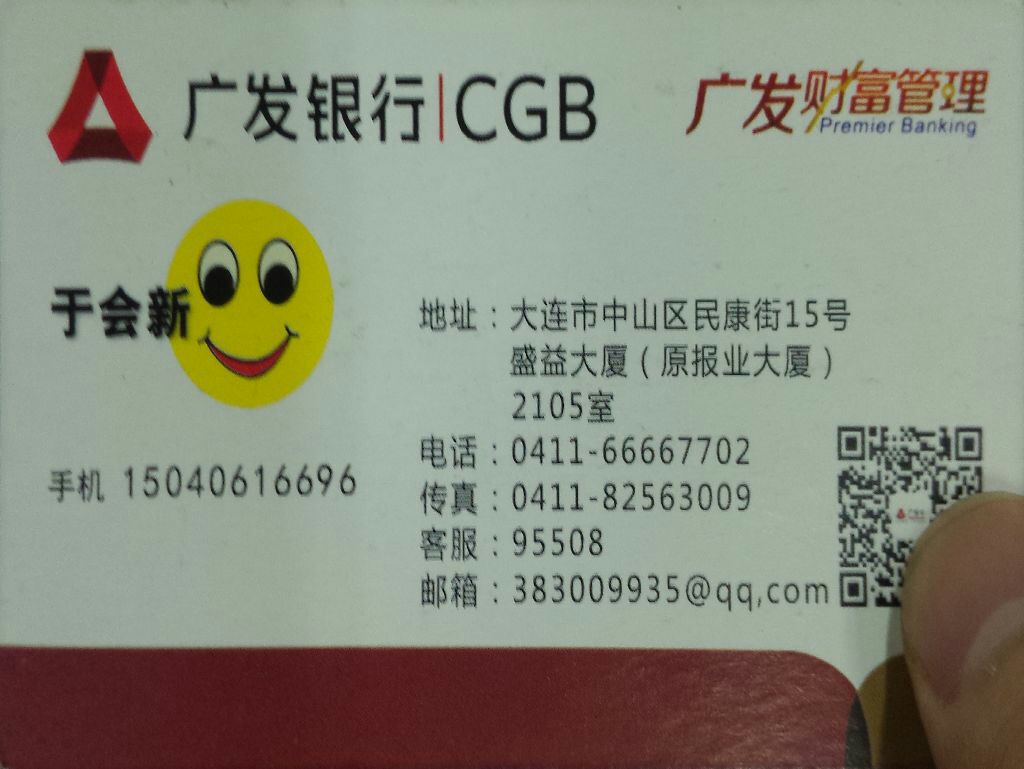 广发银行|CGB
广发财富管理
Premier Banking
于会新
手机 15040616696
地址：大连市中山区民康街15号
盛益大厦（原报业大厦）
2105室
电话：0411-66667702
传真：0411-82563009
客服：95508
邮箱：383009935@qq,com